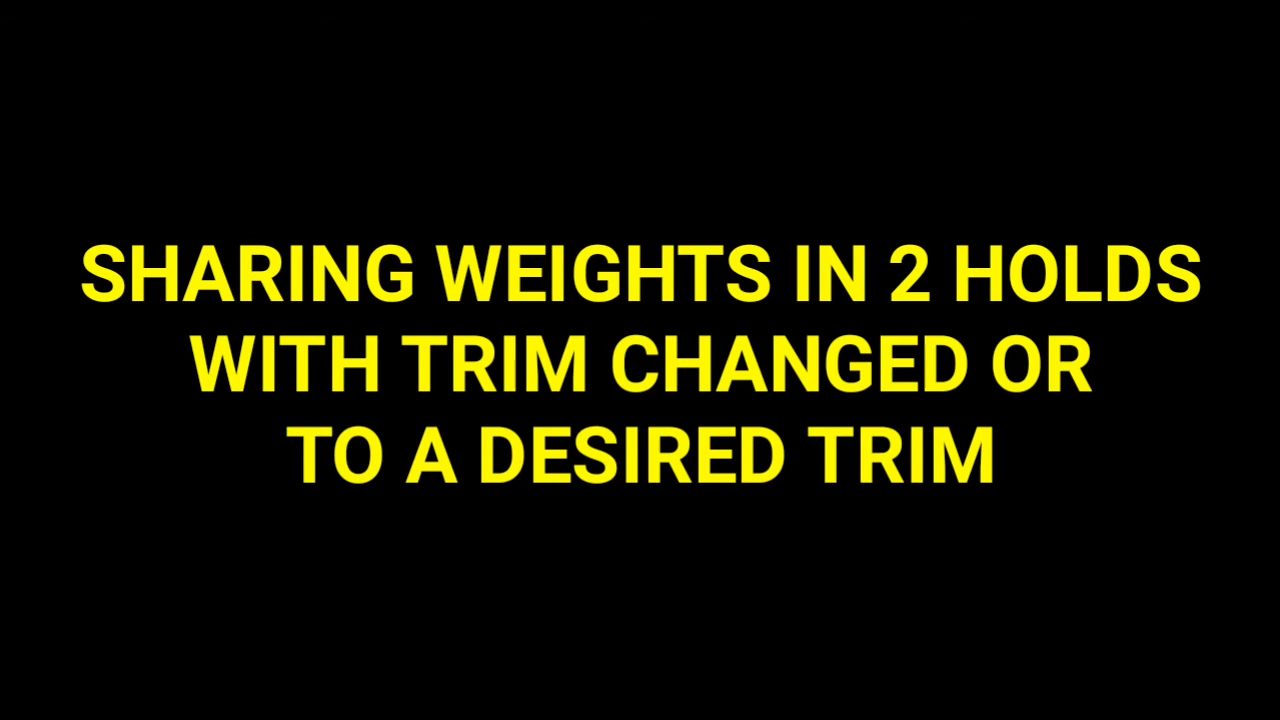 SHARING WEIGHTS IN 2 HOLDS
WITH TRIM CHANGED OR
TO A DESIRED TRIM